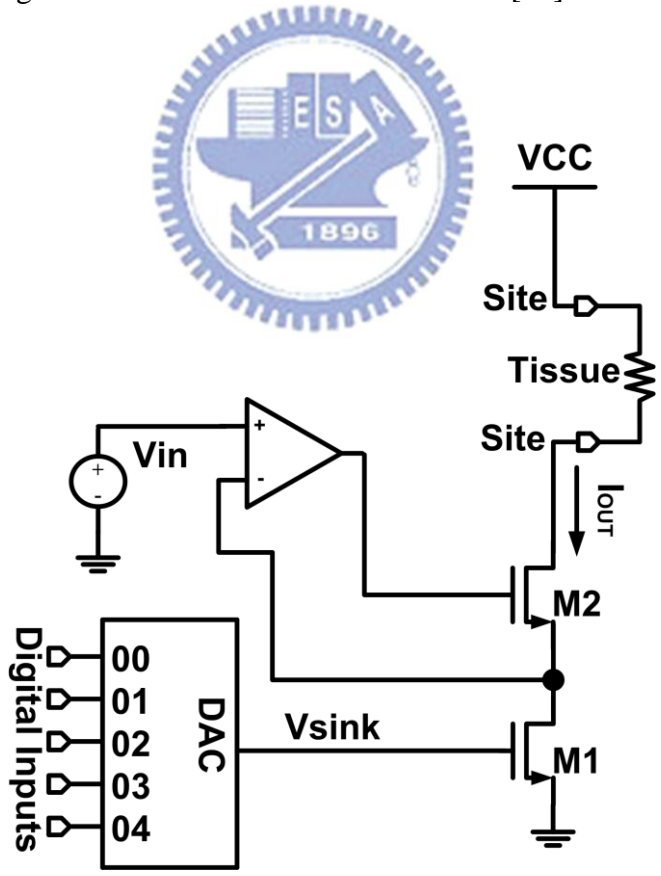 E S A
1896
VCC
Site
Tissue
Site
IOUT
+
-
Vin
+
-
M2
Digital Inputs
00
01
02
03
04
DAC
Vsink
M1